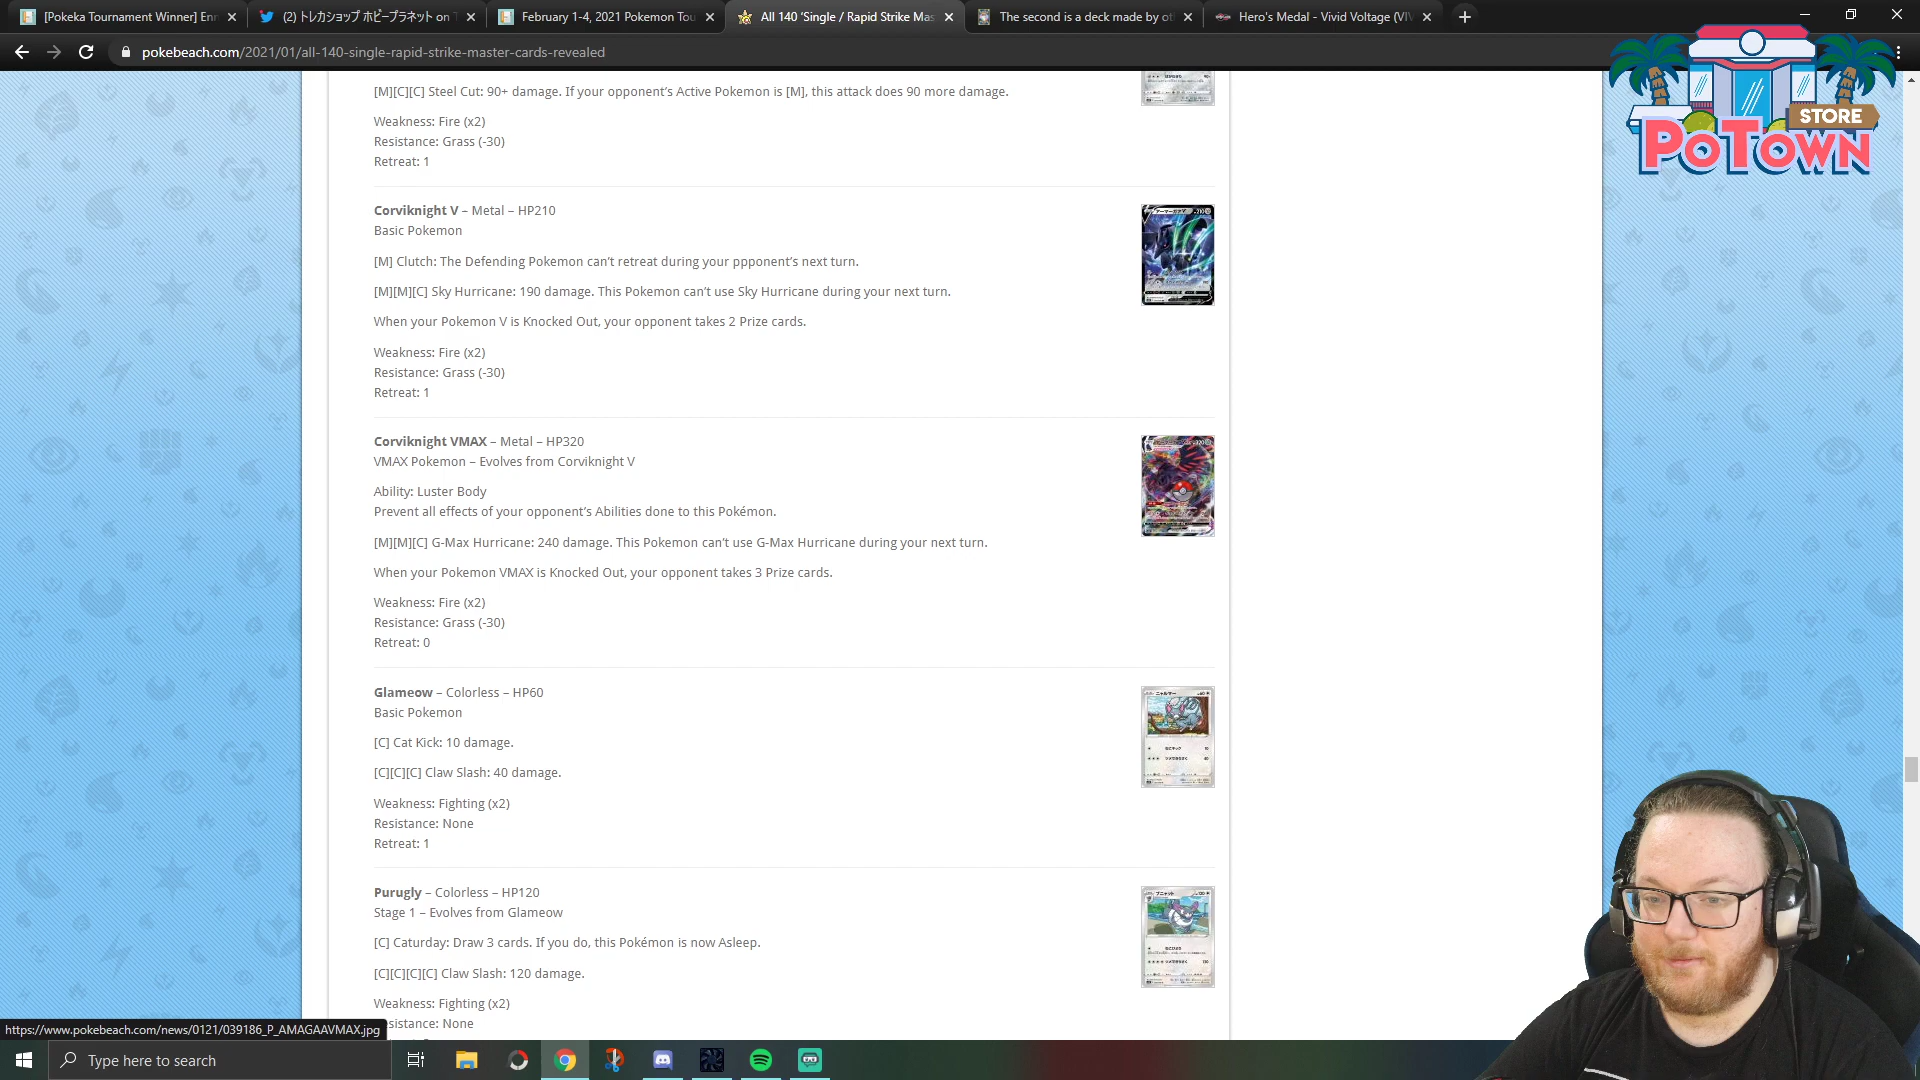 [Pokeka Tournament Winner] Enr
(2) トレカショップ ホビープラネット on T
February 1-4, 2021 Pokemon Tou
All 140 ‘Single / Rapid Strike Mas
The second is a deck made by ot
Hero's Medal - Vivid Voltage (VIV
pokebeach.com/2021/01/all-140-single-rapid-strike-master-cards-revealed
STORE
PoTOWN
[M][C][C] Steel Cut: 90+ damage. If your opponent’s Active Pokemon is [M], this attack does 90 more damage.
Weakness: Fire (x2)
Resistance: Grass (-30)
Retreat: 1
Corviknight V – Metal – HP210
Basic Pokemon
[M] Clutch: The Defending Pokemon can’t retreat during your ppponent’s next turn.
[M][M][C] Sky Hurricane: 190 damage. This Pokemon can’t use Sky Hurricane during your next turn.
When your Pokemon V is Knocked Out, your opponent takes 2 Prize cards.
Weakness: Fire (x2)
Resistance: Grass (-30)
Retreat: 1
Corviknight VMAX – Metal – HP320
VMAX Pokemon – Evolves from Corviknight V
Ability: Luster Body
Prevent all effects of your opponent’s Abilities done to this Pokémon.
[M][M][C] G-Max Hurricane: 240 damage. This Pokemon can’t use G-Max Hurricane during your next turn.
When your Pokemon VMAX is Knocked Out, your opponent takes 3 Prize cards.
Weakness: Fire (x2)
Resistance: Grass (-30)
Retreat: 0
Glameow – Colorless – HP60
Basic Pokemon
[C] Cat Kick: 10 damage.
[C][C][C] Claw Slash: 40 damage.
Weakness: Fighting (x2)
Resistance: None
Retreat: 1
Purugly – Colorless – HP120
Stage 1 – Evolves from Glameow
[C] Caturday: Draw 3 cards. If you do, this Pokémon is now Asleep.
[C][C][C][C] Claw Slash: 120 damage.
Weakness: Fighting (x2)
esistance: None
https://www.pokebeach.com/news/0121/039186_P_AMAGAAVMAX.jpg
Type here to search